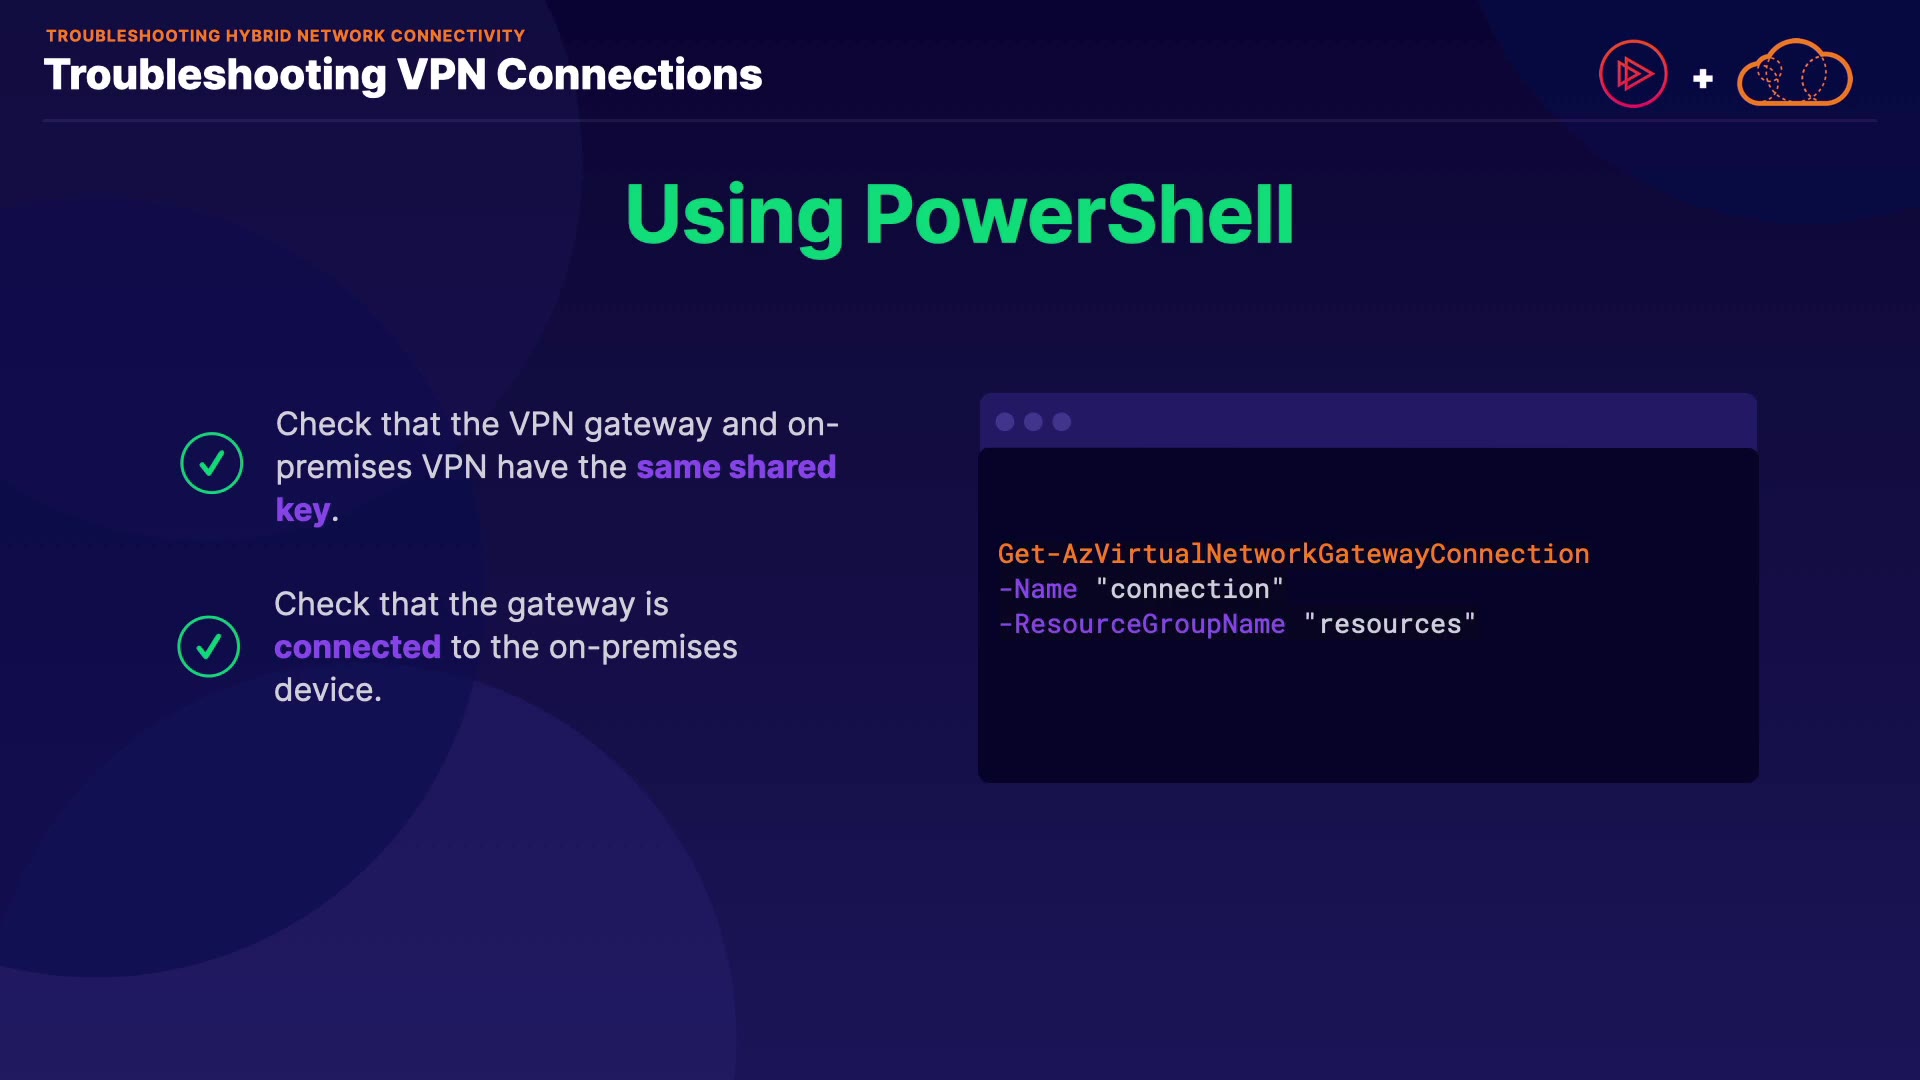 TROUBLESHOOTING HYBRID NETWORK CONNECTIVITY
Troubleshooting VPN Connections
+
Using PowerShell
Check that the VPN gateway and on-
premises VPN have the same shared
key.
Check that the gateway is
connected to the on-premises
device.
Get-AzVirtualNetworkGatewayConnection
-Name "connection"
-ResourceGroupName "resources"